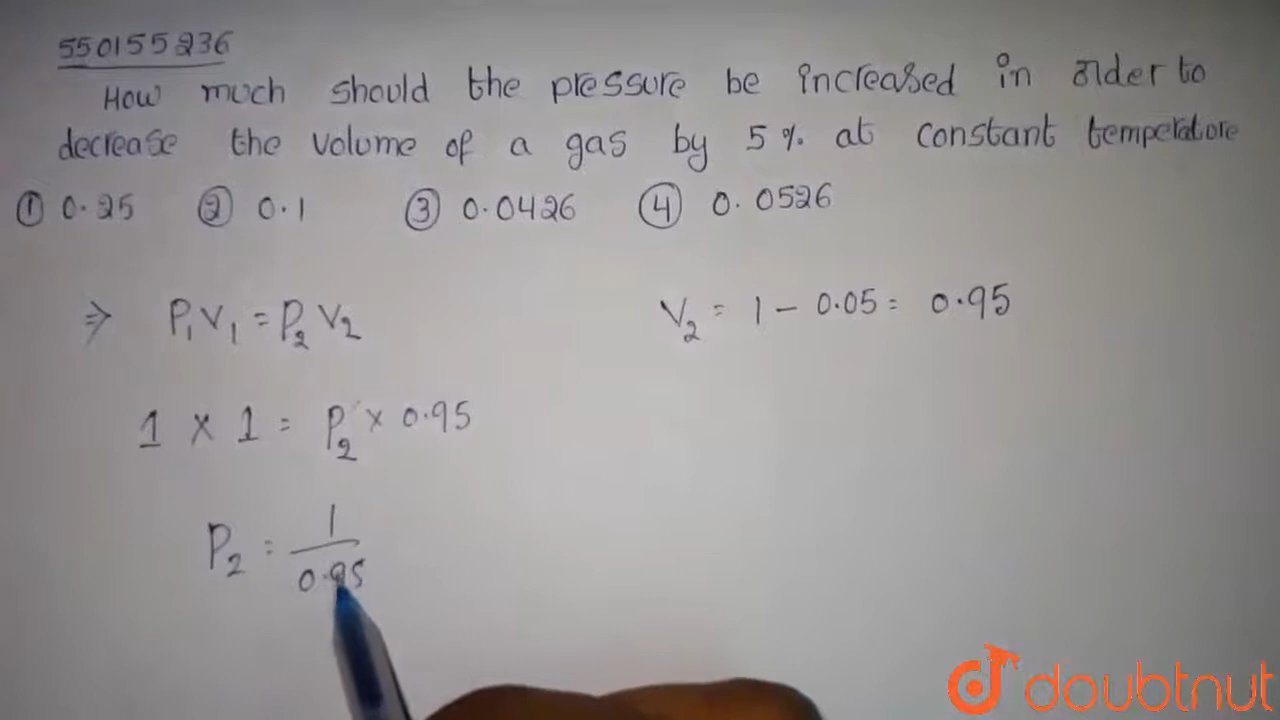 550155236
How much should the pressure be increased in order to
decrease the volume of a gas by 5% at constant temperature
① 0.25 ② 0.1 ③ 0.0426 ④ 0.0526
⇒ P₁V₁ = P₂V₂ V₂ = 1 - 0.05 = 0.95
1 × 1 = P₂ × 0.95
P₂ = 1/0.95
doubtnut